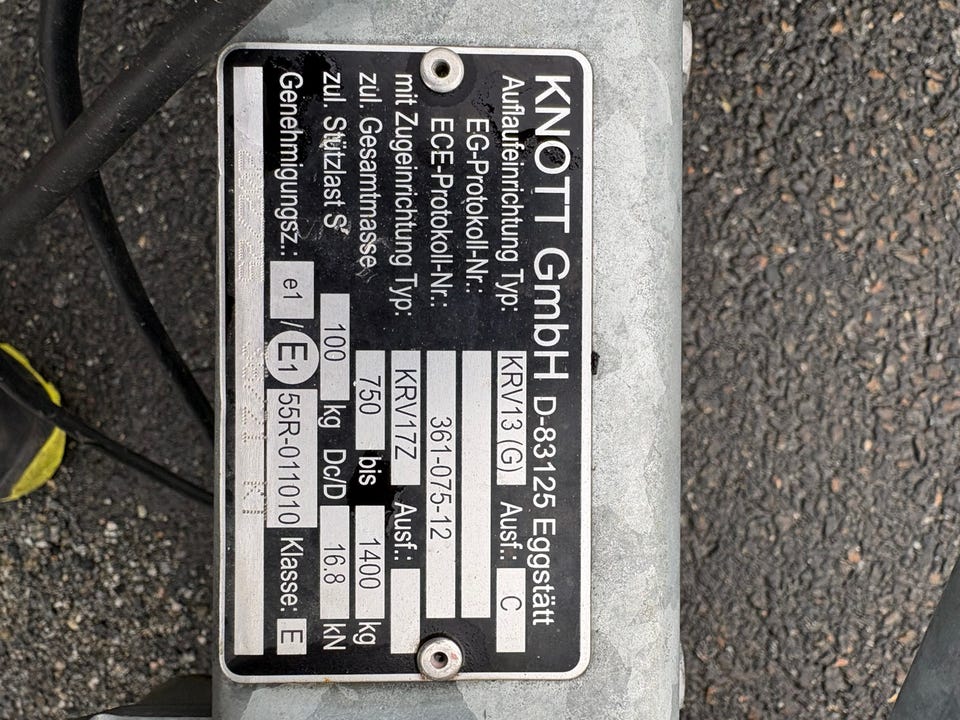 KNOTT GmbH D-83125 Eggstätt
Auflaufeinrichtung Typ: KRV13 (G) Ausf.: C
EG-Protokoll-Nr.:
ECE-Protokoll-Nr.: 361-075-12
mit Zugeinrichtung Typ: KRV17Z Ausf.:
zul. Gesamtmasse 750 bis 1400 kg
zul. Stützlast S 100 kg Dc/D 16.8 kN
Genehmigungsz.: e1 / E1 55R-011010 Klasse: E